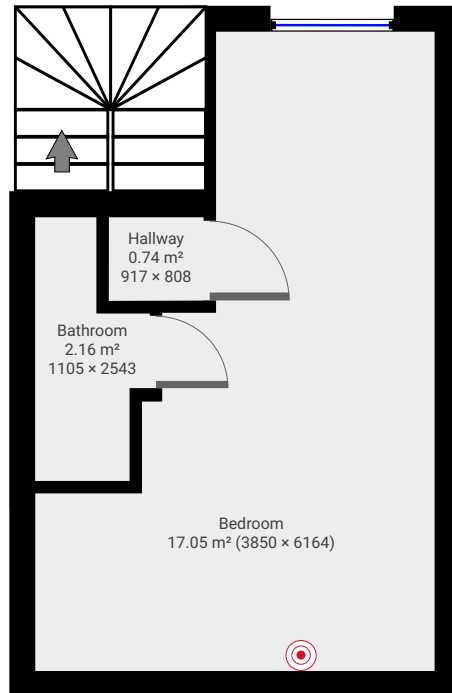 Hallway
0.74 m²
917 × 808
Bathroom
2.16 m²
1105 × 2543
Bedroom
17.05 m² (3850 × 6164)